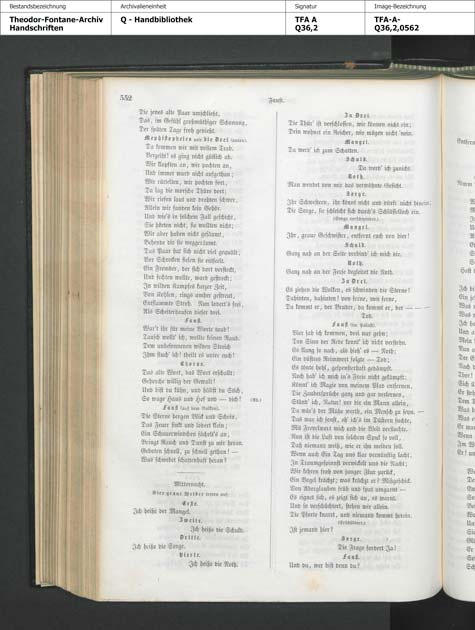 Bestandsbezeichnung
Archivalieneinheit
Signatur
Image-Bezeichnung
Theodor-Fontane-Archiv
Handschriften
Q - Handbibliothek
TFA A
Q36,2
TFA-A-
Q36,2,0562
552
Faust.
Die jenes alte Paar umschließt,
Das, im Gefühl großmüthiger Schonung,
Der späten Tage froh genießt.
Mephistopheles und die Drei (unten).
Da kommen wir mit vollem Trab,
Verzeiht! es ging nicht gütlich ab.
Wir klopften an, wir pochten an,
Und immer ward nicht aufgethan;
Wir rüttelten, wir pochten fort,
Da lag die morsche Thüre dort;
Wir riefen laut und drohten schwer,
Allein wir fanden kein Gehör.
Und wie's in solchem Fall geschicht,
Sie hörten nicht, sie wollten nicht;
Wir aber haben nicht gesäumt,
Behende dir sie weggeräumt.
Das Paar hat sich nicht viel gequält;
Vor Schrecken fielen sie entseelt.
Ein Fremder, der sich dort versteckt,
Und fechten wollte, ward gestreckt;
In wilden Kampfes kurzer Zeit,
Von Kohlen, rings umher gestreut,
Entflammte Stroh. Nun lodert's frei,
Als Scheiterhaufen dieser drei.
Faust.
Wart ihr für meine Worte taub!
Tausch wollt' ich, wollte keinen Raub.
Dem unbesonnenen wilden Streich
Ihm fluch' ich! theilt es unter euch!
Chorus.
Das alte Wort, das Wort erschallt:
Gehorche willig der Gewalt!
Und bist du kühn, und hältst du Stich,
So wage Haus und Hof und — dich! (Ab.)
Faust (auf dem Balkon).
Die Sterne bergen Blick und Schein,
Das Feuer sinkt und lodert klein;
Ein Schauerwindchen fächelt's an,
Bringt Rauch und Dunst zu mir heran.
Geboten schnell, zu schnell gethan! —
Was schwebet schattenhaft heran?
Mitternacht.
Vier graue Weiber treten auf.
Erste.
Ich heiße der Mangel.
Zweite.
Ich heiße die Schuld.
Dritte.
Ich heiße die Sorge.
Vierte.
Ich heiße die Noth.
Zu Drei.
Die Thür' ist verschlossen, wir können nicht ein;
Drin wohnet ein Reicher, wir mögen nicht 'nein.
Mangel.
Da werd' ich zum Schatten.
Schuld.
Da werd' ich zunicht.
Noth.
Man wendet von mir das verwöhnte Gesicht.
Sorge.
Ihr Schwestern, ihr könnt nicht und dürft nicht hinein.
Die Sorge, sie schleicht sich durch's Schlüsselloch ein.
(Sorge verschwindet.)
Mangel.
Ihr, graue Geschwister, entfernt euch von hier!
Schuld.
Ganz nah an der Seite verbind' ich mich dir.
Noth.
Ganz nah an der Ferse begleitet die Noth.
Zu Drei.
Es ziehen die Wolken, es schwinden die Sterne!
Dahinten, dahinten! von ferne, von ferne,
Da kommt er, der Bruder, da kommt er, der — — —
Tod.
Faust (im Palast).
Vier sah ich kommen, drei nur gehn;
Den Sinn der Rede konnt' ich nicht verstehn.
Es klang so nach, als hieß' es — Noth;
Ein düstres Reimwort folgte — Tod;
Es tönte hohl, gespensterhaft gedämpft.
Noch hab' ich mich in's Freie nicht gekämpft.
Könnt' ich Magie von meinem Pfad entfernen,
Die Zaubersprüche ganz und gar verlernen,
Stünd' ich, Natur! vor dir ein Mann allein,
Da wär's der Mühe werth, ein Mensch zu seyn. —
Das war ich sonst, eh' ich's im Düstern suchte,
Mit Frevelwort mich und die Welt verfluchte.
Nun ist die Luft von solchem Spuk so voll,
Daß niemand weiß, wie er ihn meiden soll.
Wenn auch Ein Tag uns klar vernünftig lacht,
In Traumgespinnst verwickelt uns die Nacht;
Wir kehren froh von junger Flur zurück,
Ein Vogel krächzt; was krächzt er? Mißgeschick.
Von Aberglauben früh und spat umgarnt —
Es eignet sich, es zeigt sich an, es warnt.
Und so verschüchtert, stehen wir allein.
Die Pforte knarrt, und niemand kommt herein.
(Erschüttert.)
Ist jemand hier?
Sorge.
Die Frage fordert Ja!
Faust.
Und du, wer bist denn du?